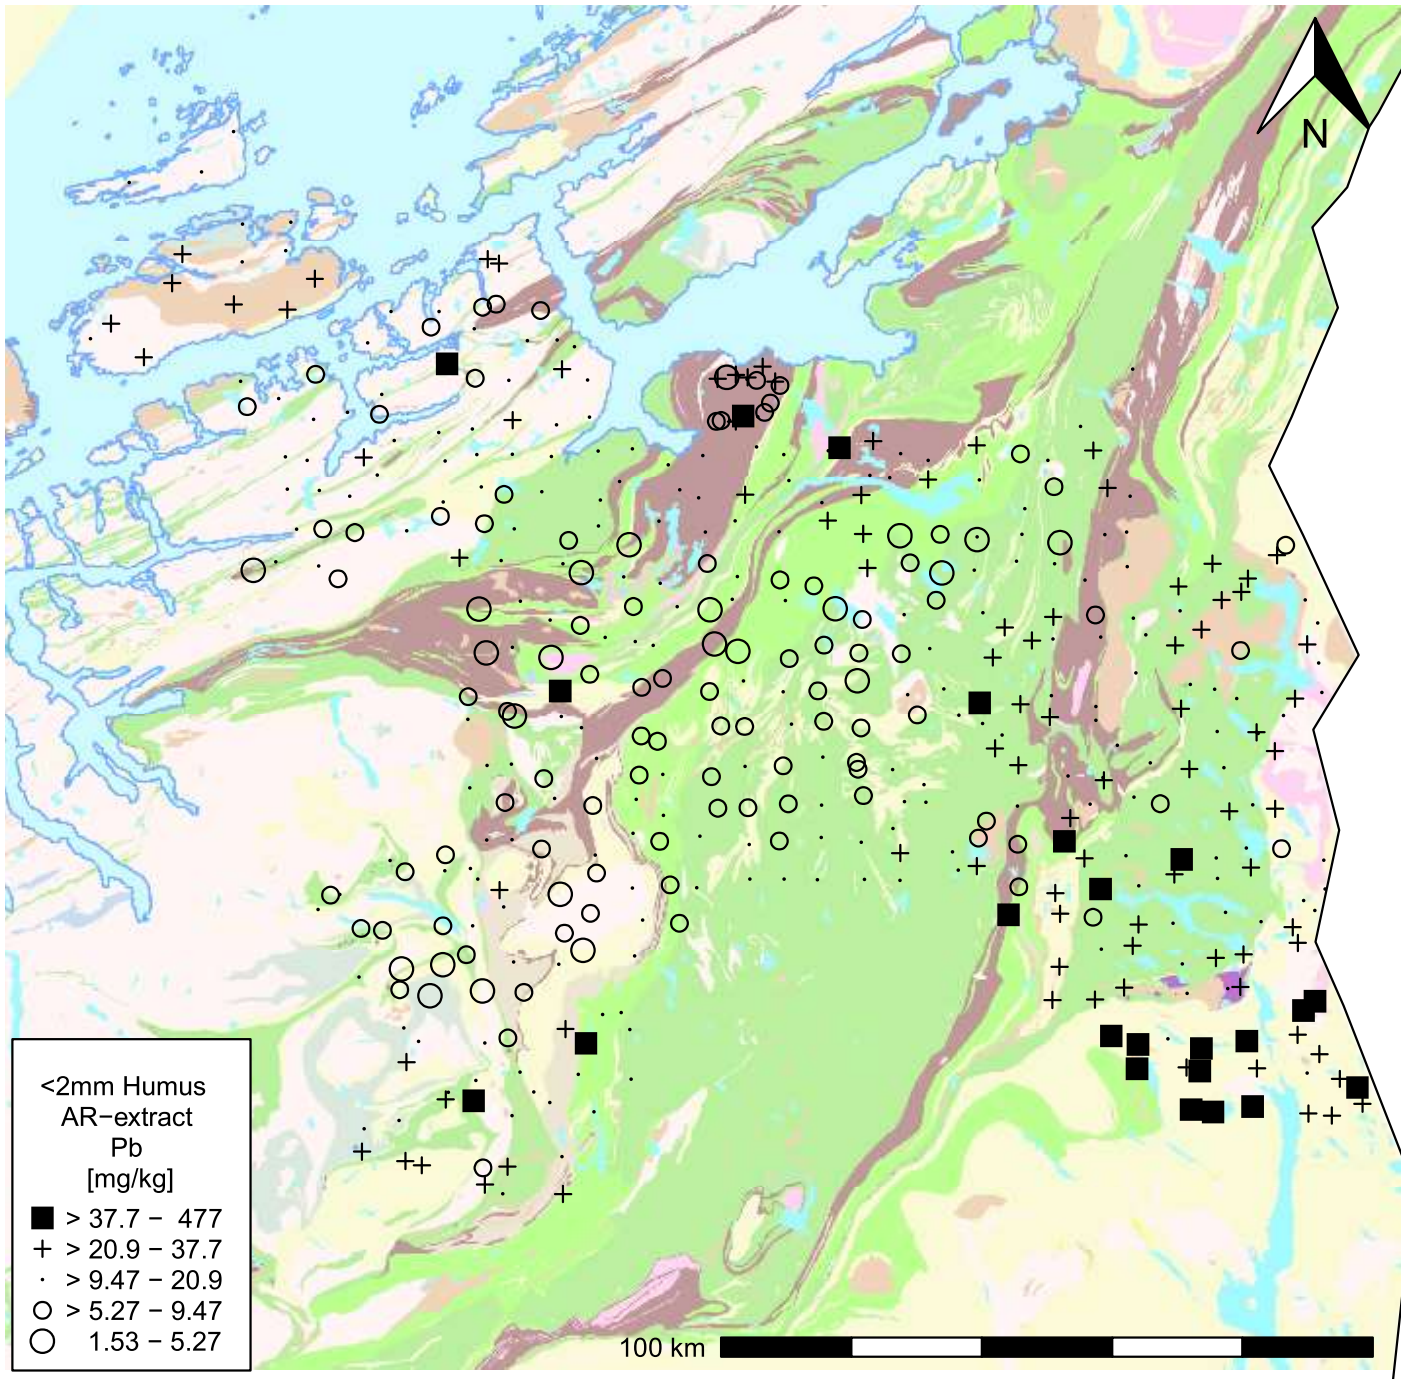 N
<2mm Humus
AR−extract
Pb
[mg/kg]
> 37.7 − 477
> 20.9 − 37.7
> 9.47 − 20.9
> 5.27 − 9.47
1.53 − 5.27
100 km